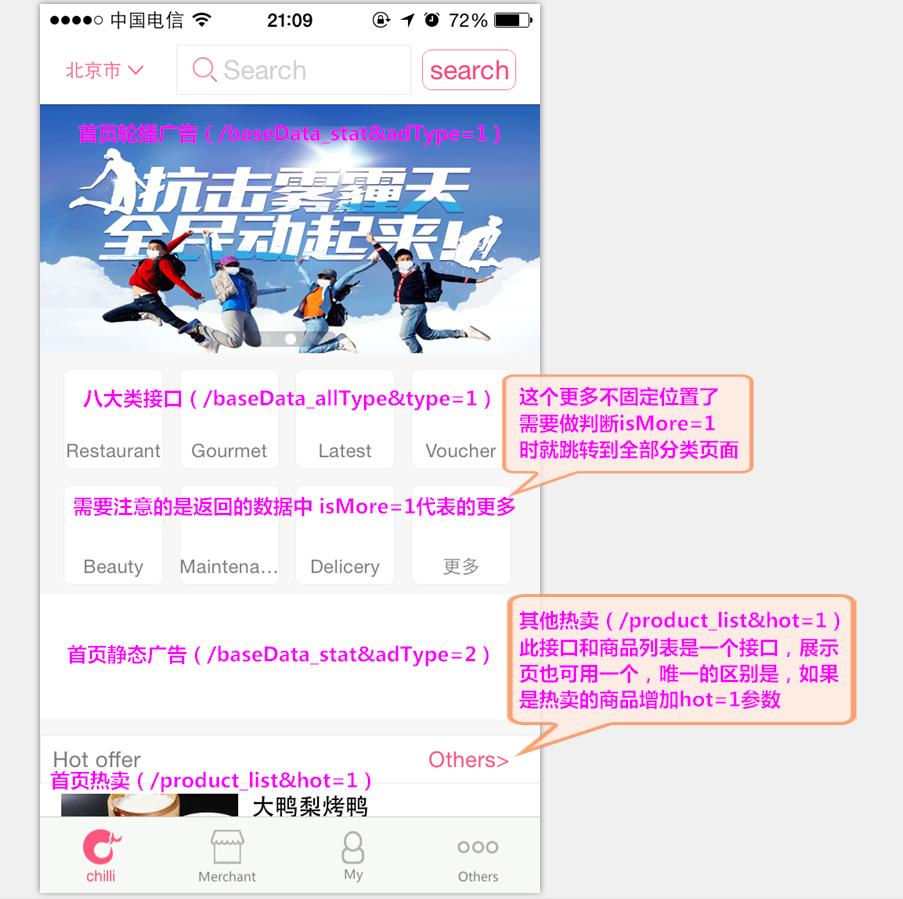 中国电信 21:09 72%
北京市 Search search
首页轮播广告（/baseData_stat&adType=1）
抗击雾霾天
全民动起来!
八大类接口（/baseData_allType&type=1）
Restaurant Gourmet Latest Voucher
这个更多不固定位置了
需要做判断isMore=1
时就跳转到全部分类页面
需要注意的是返回的数据中 isMore=1代表的更多
Beauty Maintena... Delicery 更多
首页静态广告（/baseData_stat&adType=2）
其他热卖（/product_list&hot=1）
此接口和商品列表是一个接口，展示
页也可用一个，唯一的区别是，如果
是热卖的商品增加hot=1参数
Hot offer Others>
首页热卖（/product_list&hot=1）
大鸭梨烤鸭
chilli Merchant My Others